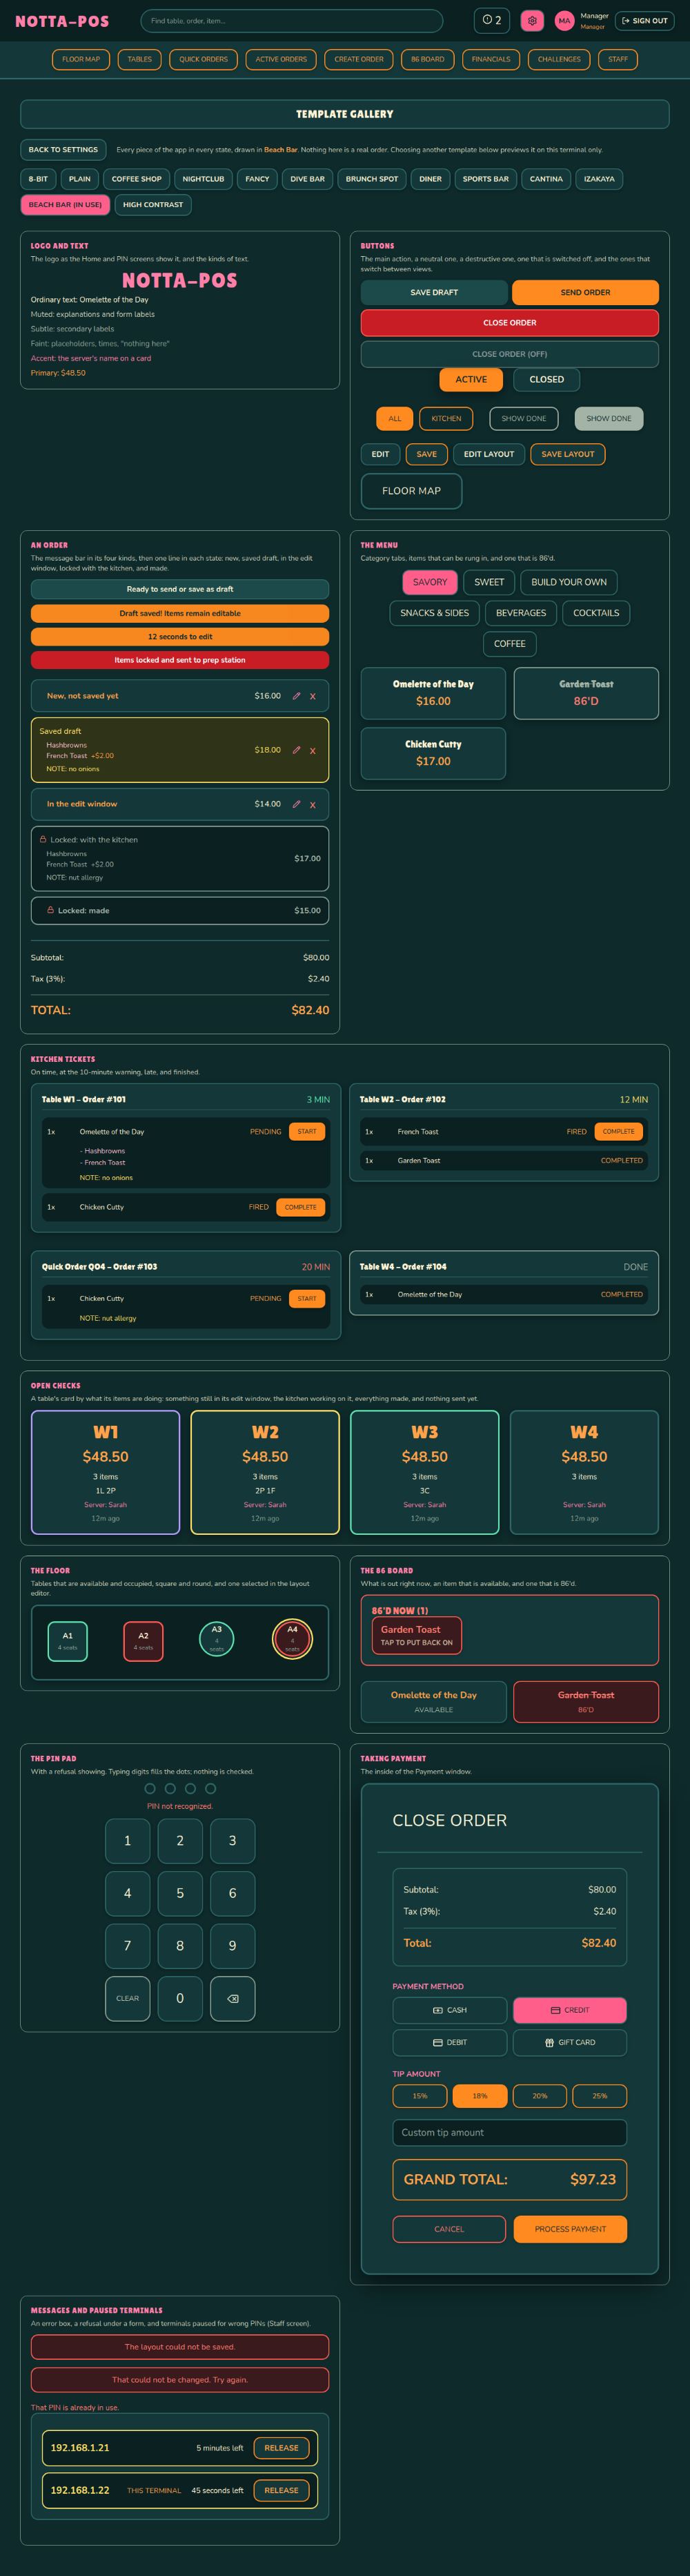 NOTTA-POS
Find table, order, item...
2
MA
Manager
Manager
SIGN OUT
FLOOR MAP
TABLES
QUICK ORDERS
ACTIVE ORDERS
CREATE ORDER
86 BOARD
FINANCIALS
CHALLENGES
STAFF
TEMPLATE GALLERY
BACK TO SETTINGS
Every piece of the app in every state, drawn in Beach Bar. Nothing here is a real order. Choosing another template below previews it on this terminal only.
8-BIT
PLAIN
COFFEE SHOP
NIGHTCLUB
FANCY
DIVE BAR
BRUNCH SPOT
DINER
SPORTS BAR
CANTINA
IZAKAYA
BEACH BAR (IN USE)
HIGH CONTRAST
LOGO AND TEXT
The logo as the Home and PIN screens show it, and the kinds of text.
NOTTA-POS
Ordinary text: Omelette of the Day
Muted: explanations and form labels
Subtle: secondary labels
Faint: placeholders, times, "nothing here"
Accent: the server's name on a card
Primary: $48.50
BUTTONS
The main action, a neutral one, a destructive one, one that is switched off, and the ones that
switch between views.
SAVE DRAFT
SEND ORDER
CLOSE ORDER
CLOSE ORDER (OFF)
ACTIVE
CLOSED
ALL
KITCHEN
SHOW DONE
SHOW DONE
EDIT
SAVE
EDIT LAYOUT
SAVE LAYOUT
FLOOR MAP
AN ORDER
The message bar in its four kinds, then one line in each state: new, saved draft, in the edit
window, locked with the kitchen, and made.
Ready to send or save as draft
Draft saved! Items remain editable
12 seconds to edit
Items locked and sent to prep station
New, not saved yet
$16.00
X
Saved draft
Hashbrowns
French Toast +$2.00
NOTE: no onions
$18.00
X
In the edit window
$14.00
X
Locked: with the kitchen
Hashbrowns
French Toast +$2.00
NOTE: nut allergy
$17.00
Locked: made
$15.00
Subtotal:
$80.00
Tax (3%):
$2.40
TOTAL:
$82.40
THE MENU
Category tabs, items that can be rung in, and one that is 86'd.
SAVORY
SWEET
BUILD YOUR OWN
SNACKS & SIDES
BEVERAGES
COCKTAILS
COFFEE
Omelette of the Day
$16.00
Garden Toast
86'D
Chicken Cutty
$17.00
KITCHEN TICKETS
On time, at the 10-minute warning, late, and finished.
Table W1 – Order #101
3 MIN
1x
Omelette of the Day
PENDING
START
- Hashbrowns
- French Toast
NOTE: no onions
1x
Chicken Cutty
FIRED
COMPLETE
Table W2 – Order #102
12 MIN
1x
French Toast
FIRED
COMPLETE
1x
Garden Toast
COMPLETED
Quick Order QO4 – Order #103
20 MIN
1x
Chicken Cutty
PENDING
START
NOTE: nut allergy
Table W4 – Order #104
DONE
1x
Omelette of the Day
COMPLETED
OPEN CHECKS
A table's card by what its items are doing: something still in its edit window, the kitchen working on it, everything made, and nothing sent yet.
W1
$48.50
3 items
1L 2P
Server: Sarah
12m ago
W2
$48.50
3 items
2P 1F
Server: Sarah
12m ago
W3
$48.50
3 items
3C
Server: Sarah
12m ago
W4
$48.50
3 items
Server: Sarah
12m ago
THE FLOOR
Tables that are available and occupied, square and round, and one selected in the layout
editor.
A1
4 seats
A2
4 seats
A3
4
seats
A4
4
seats
THE 86 BOARD
What is out right now, an item that is available, and one that is 86'd.
86'D NOW (1)
Garden Toast
TAP TO PUT BACK ON
Omelette of the Day
AVAILABLE
Garden Toast
86'D
THE PIN PAD
With a refusal showing. Typing digits fills the dots; nothing is checked.
PIN not recognized.
1
2
3
4
5
6
7
8
9
CLEAR
0
TAKING PAYMENT
The inside of the Payment window.
CLOSE ORDER
Subtotal:
$80.00
Tax (3%):
$2.40
Total:
$82.40
PAYMENT METHOD
CASH
CREDIT
DEBIT
GIFT CARD
TIP AMOUNT
15%
18%
20%
25%
Custom tip amount
GRAND TOTAL:
$97.23
CANCEL
PROCESS PAYMENT
MESSAGES AND PAUSED TERMINALS
An error box, a refusal under a form, and terminals paused for wrong PINs (Staff screen).
The layout could not be saved.
That could not be changed. Try again.
That PIN is already in use.
192.168.1.21
5 minutes left
RELEASE
192.168.1.22
THIS TERMINAL
45 seconds left
RELEASE